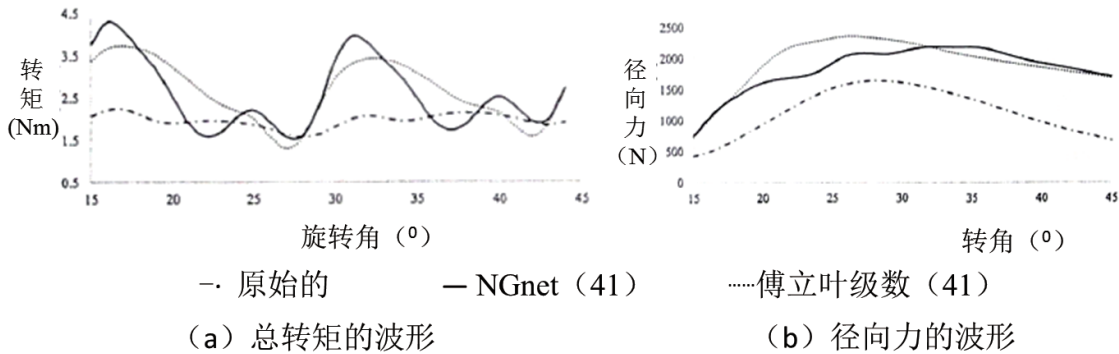 4.5
3.5
2.5
1.5
0.5
转
矩
(Nm)
15 20 25 30 35 40 45
旋转角（⁰）
2500
2000
1500
1000
500
0
径
向
力
（N）
15 20 25 30 35 40 45
转角（⁰）
原始的 NGnet（41） 傅立叶级数（41）
（a）总转矩的波形 （b）径向力的波形